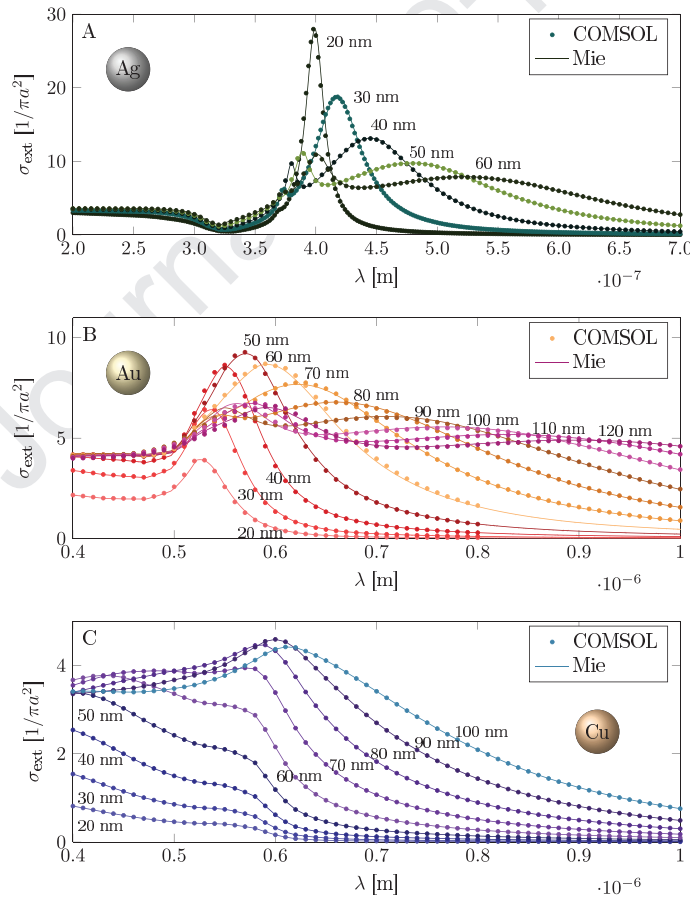 A
Ag
COMSOL
Mie
20 nm
30 nm
40 nm
50 nm
60 nm
σext [1/πa²]
30
20
10
0
2.0 2.5 3.0 3.5 4.0 4.5 5.0 5.5 6.0 6.5 7.0
λ [m]
·10⁻⁷
B
Au
COMSOL
Mie
50 nm
60 nm
70 nm
80 nm
90 nm
100 nm
110 nm
120 nm
40 nm
30 nm
20 nm
σext [1/πa²]
10
5
0
0.4 0.5 0.6 0.7 0.8 0.9 1
λ [m]
·10⁻⁶
C
Cu
COMSOL
Mie
50 nm
40 nm
30 nm
20 nm
60 nm
70 nm
80 nm
90 nm
100 nm
σext [1/πa²]
4
2
0
0.4 0.5 0.6 0.7 0.8 0.9 1
λ [m]
·10⁻⁶
Journal